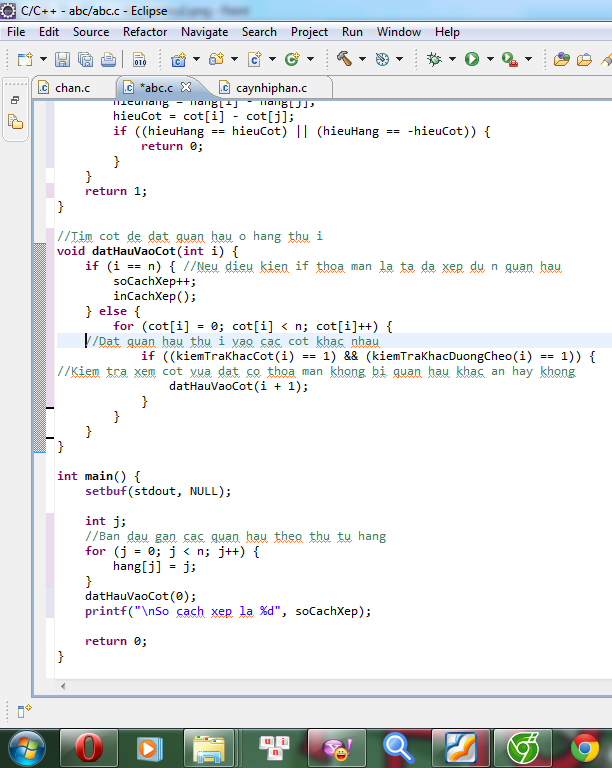 C/C++ - abc/abc.c - Eclipse
File Edit Source Refactor Navigate Search Project Run Window Help
chan.c *abc.c caynhiphan.c
hieuHang = hang[i] - hang[j];
hieuCot = cot[i] - cot[j];
if ((hieuHang == hieuCot) || (hieuHang == -hieuCot)) {
return 0;
}
}
return 1;
}
//Tim cot de dat quan hau o hang thu i
void datHauVaoCot(int i) {
if (i == n) { //Neu dieu kien if thoa man la ta da xep du n quan hau
soCachXep++;
inCachXep();
} else {
for (cot[i] = 0; cot[i] < n; cot[i]++) {
//Dat quan hau thu i vao cac cot khac nhau
if ((kiemTraKhacCot(i) == 1) && (kiemTraKhacDuongCheo(i) == 1)) {
//Kiem tra xem cot vua dat co thoa man khong bi quan hau khac an hay khong
datHauVaoCot(i + 1);
}
}
}
}
int main() {
setbuf(stdout, NULL);
int j;
//Ban dau gan cac quan hau theo thu tu hang
for (j = 0; j < n; j++) {
hang[j] = j;
}
datHauVaoCot(0);
printf("\nSo cach xep la %d", soCachXep);
return 0;
}